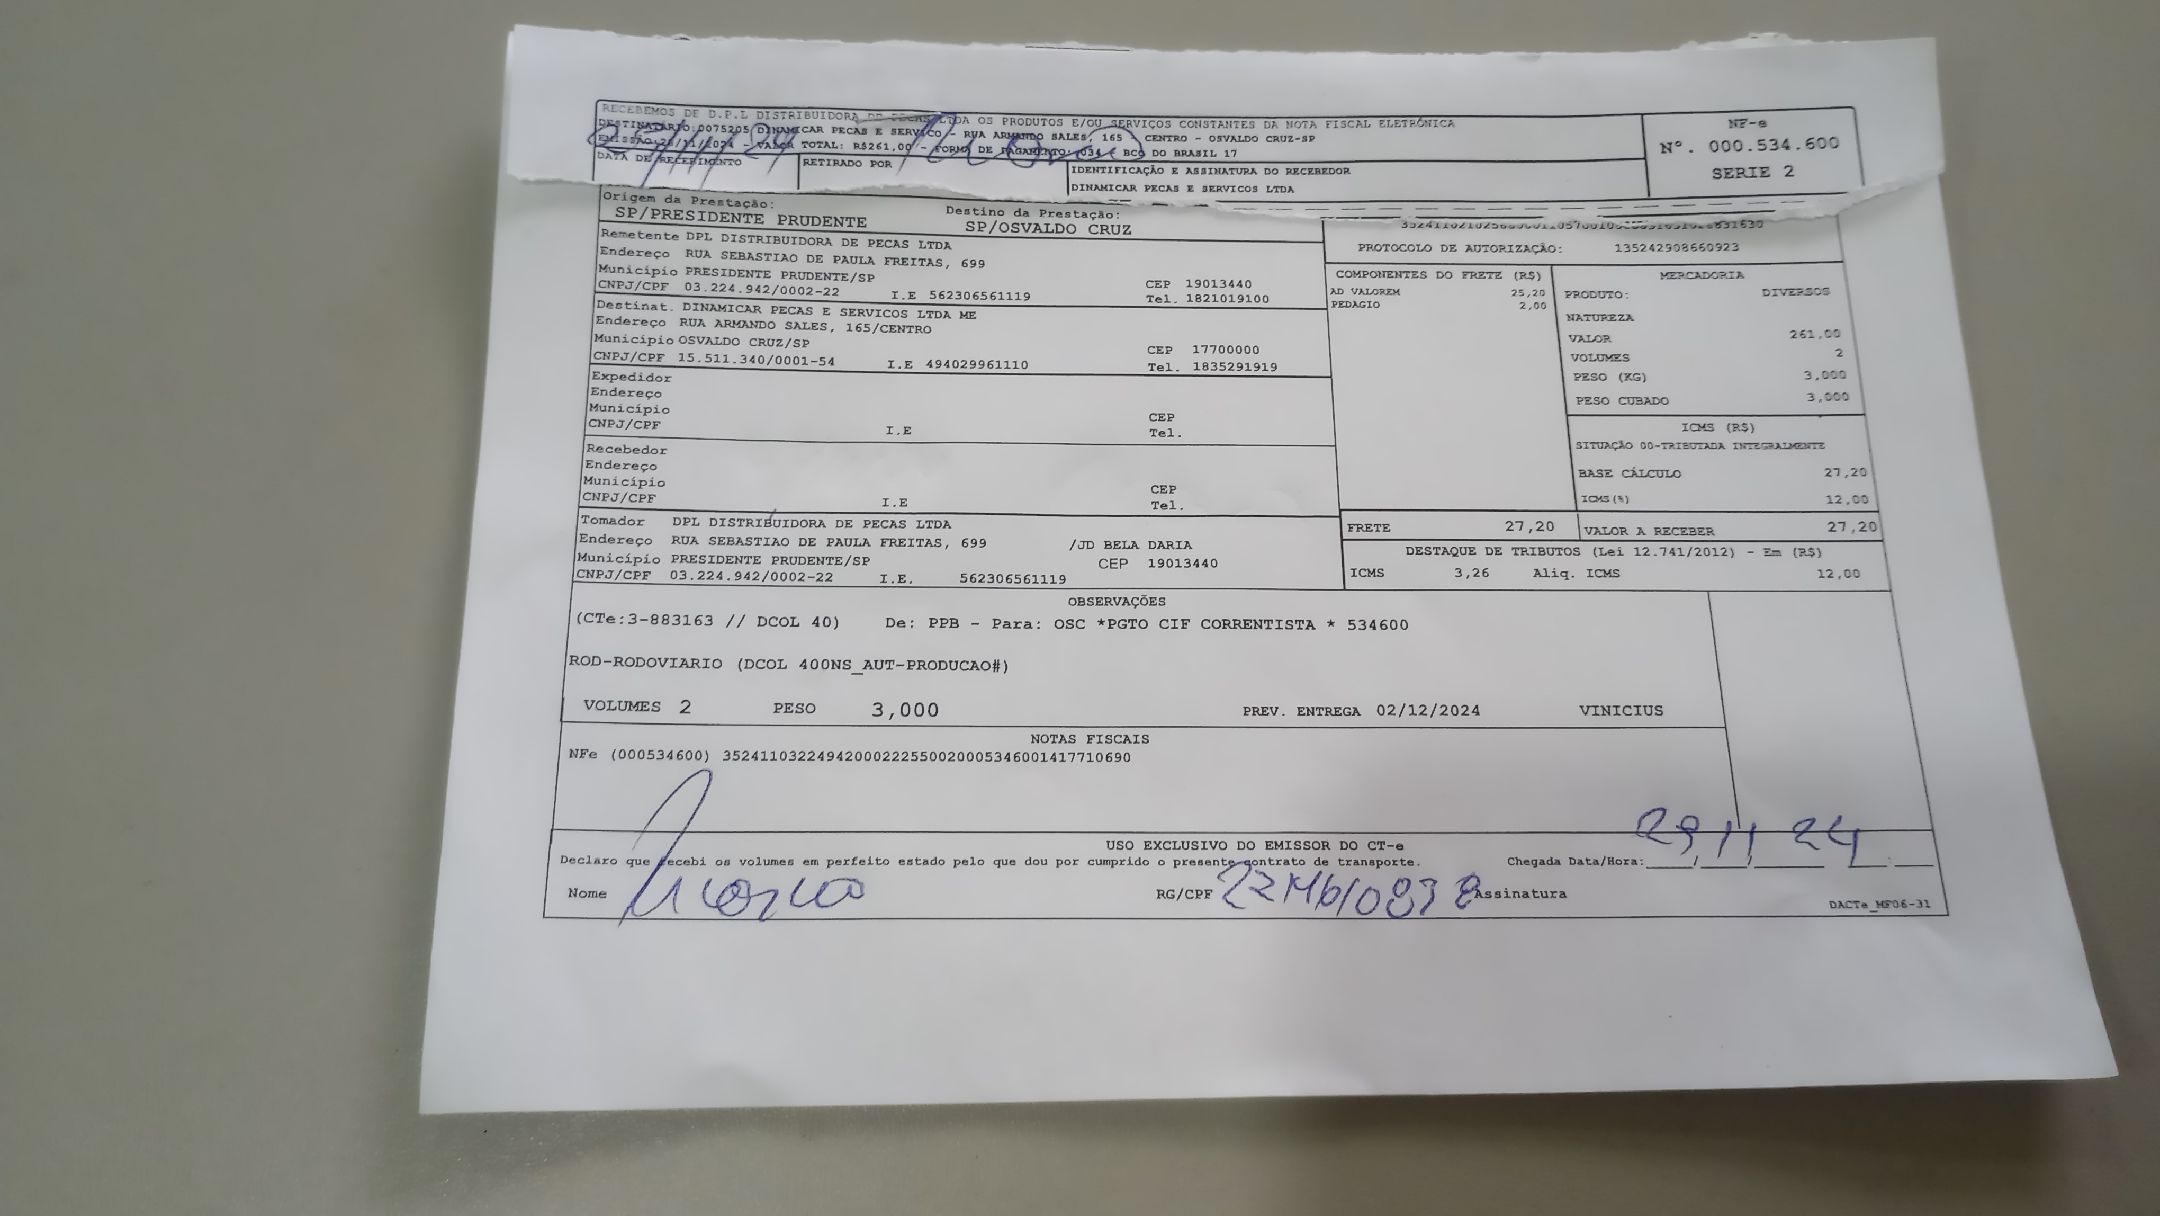 RECEBEMOS DE D.P.L DISTRIBUIDORA DE PECAS LTDA OS PRODUTOS E/OU SERVIÇOS CONSTANTES DA NOTA FISCAL ELETRÔNICA
DESTINATÁRIO:0075205 DINAMICAR PECAS E SERVICO - RUA ARMANDO SALES, 165 - CENTRO - OSVALDO CRUZ-SP
EMISSÃO: /11/2024 - VALOR TOTAL: R$261,00 - FORMA DE PAGAMENTO: 034 BCO DO BRASIL 17
DATA DE RECEBIMENTO
RETIRADO POR
IDENTIFICAÇÃO E ASSINATURA DO RECEBEDOR
DINAMICAR PECAS E SERVICOS LTDA
NF-e
Nº. 000.534.600
SERIE 2
Origem da Prestação:
SP/PRESIDENTE PRUDENTE
Destino da Prestação:
SP/OSVALDO CRUZ
Remetente DPL DISTRIBUIDORA DE PECAS LTDA
Endereço RUA SEBASTIAO DE PAULA FREITAS, 699
Município PRESIDENTE PRUDENTE/SP CEP 19013440
CNPJ/CPF 03.224.942/0002-22 I.E 562306561119 Tel. 1821019100
Destinat. DINAMICAR PECAS E SERVICOS LTDA ME
Endereço RUA ARMANDO SALES, 165/CENTRO
Município OSVALDO CRUZ/SP CEP 17700000
CNPJ/CPF 15.511.340/0001-54 I.E 494029961110 Tel. 1835291919
Expedidor
Endereço
Município CEP
CNPJ/CPF I.E Tel.
Recebedor
Endereço
Município CEP
CNPJ/CPF I.E Tel.
Tomador DPL DISTRIBUIDORA DE PECAS LTDA
Endereço RUA SEBASTIAO DE PAULA FREITAS, 699 /JD BELA DARIA
Município PRESIDENTE PRUDENTE/SP CEP 19013440
CNPJ/CPF 03.224.942/0002-22 I.E. 562306561119
PROTOCOLO DE AUTORIZAÇÃO: 135242908660923
COMPONENTES DO FRETE (R$)
AD VALOREM 25,20
PEDAGIO 2,00
MERCADORIA
PRODUTO: DIVERSOS
NATUREZA
VALOR 261,00
VOLUMES 2
PESO (KG) 3,000
PESO CUBADO 3,000
ICMS (R$)
SITUAÇÃO 00-TRIBUTADA INTEGRALMENTE
BASE CÁLCULO 27,20
ICMS(%) 12,00
FRETE 27,20 VALOR A RECEBER 27,20
DESTAQUE DE TRIBUTOS (Lei 12.741/2012) - Em (R$)
ICMS 3,26 Aliq. ICMS 12,00
OBSERVAÇÕES
(CTe:3-883163 // DCOL 40) De: PPB - Para: OSC *PGTO CIF CORRENTISTA * 534600
ROD-RODOVIARIO (DCOL 400NS_AUT-PRODUCAO#)
VOLUMES 2 PESO 3,000 PREV. ENTREGA 02/12/2024 VINICIUS
NOTAS FISCAIS
NFe (000534600) 35241103224942000222550020005346001417710690
USO EXCLUSIVO DO EMISSOR DO CT-e
Declaro que recebi os volumes em perfeito estado pelo que dou por cumprido o presente contrato de transporte. Chegada Data/Hora: 29 11 24
Nome RG/CPF Assinatura
DACTe_MF06-31